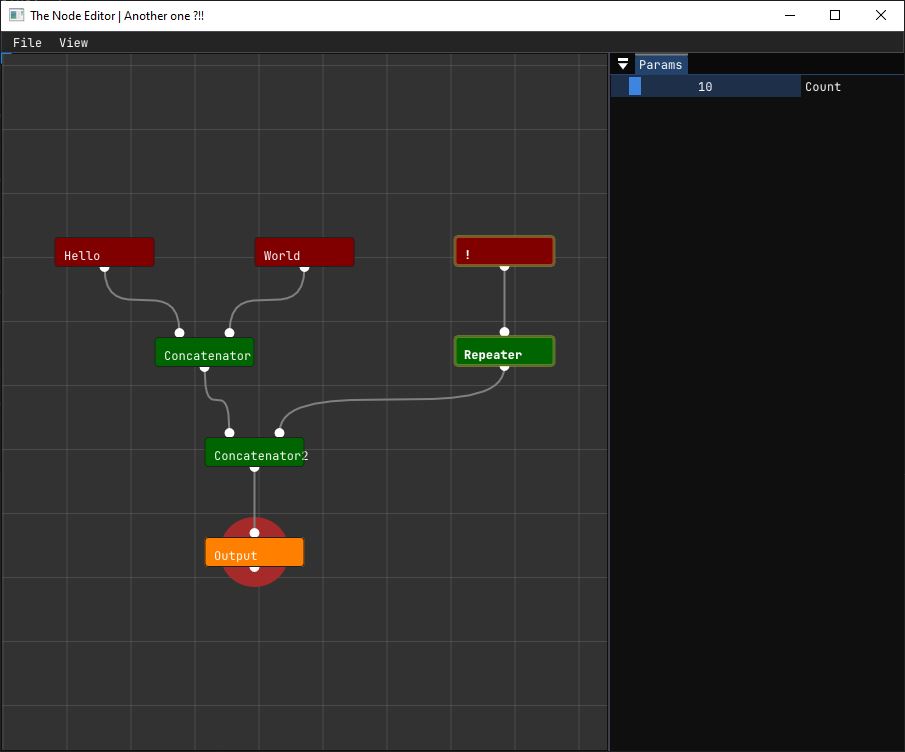 The Node Editor | Another one ?!!
File View
Params
10 Count
Hello World !
Concatenator Repeater
Concatenator2
Output